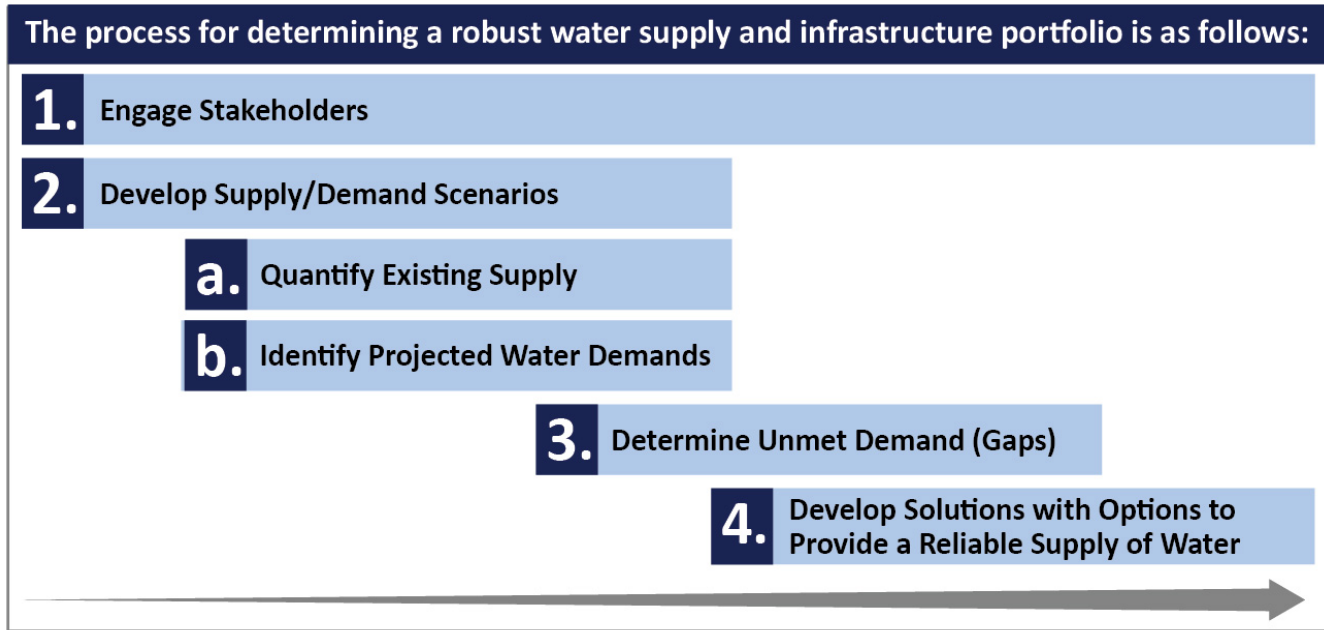 The process for determining a robust water supply and infrastructure portfolio is as follows:
1. Engage Stakeholders
2. Develop Supply/Demand Scenarios
a. Quantify Existing Supply
b. Identify Projected Water Demands
3. Determine Unmet Demand (Gaps)
4. Develop Solutions with Options to
Provide a Reliable Supply of Water